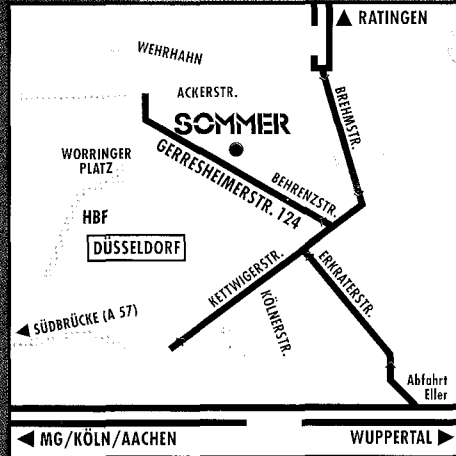 RATINGEN
WEHRHAHN
ACKERSTR.
BREHMSTR.
SOMMER
WORRINGER
PLATZ
GERRESHEIMERSTR. 124
BEHRENZSTR.
HBF
DÜSSELDORF
KETTWIGERSTR.
ERKRATERSTR.
KÖLNERSTR.
SÜDBRÜCKE (A 57)
Abfahrt
Eller
MG/KÖLN/AACHEN
WUPPERTAL